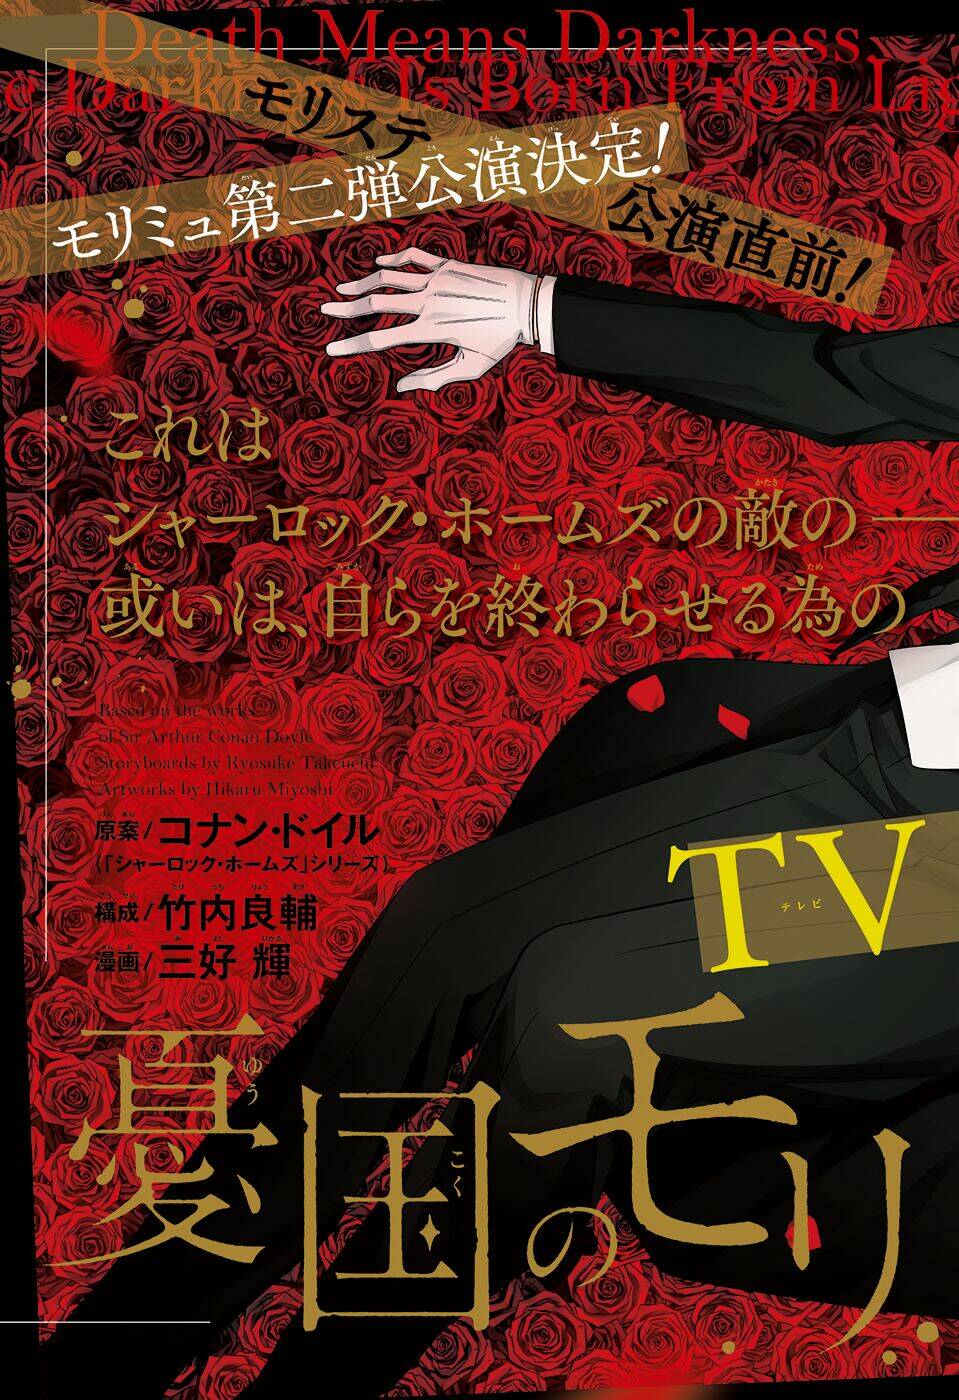 Death Means Darkness
e Darkness Is Born From Lig
モリステ
公演直前!
モリミュ第二弾公演決定!
これは
シャーロック・ホームズの敵の―
或いは、自らを終わらせる為の
Based on the works
of Sir Arthur Conan Doyle
Storyboards by Ryosuke Takeuchi
Artworks by Hikaru Miyoshi
原案/コナン・ドイル
(「シャーロック・ホームズ」シリーズ)
構成/竹内良輔
漫画/三好 輝
TV
テレビ
憂国のモリ